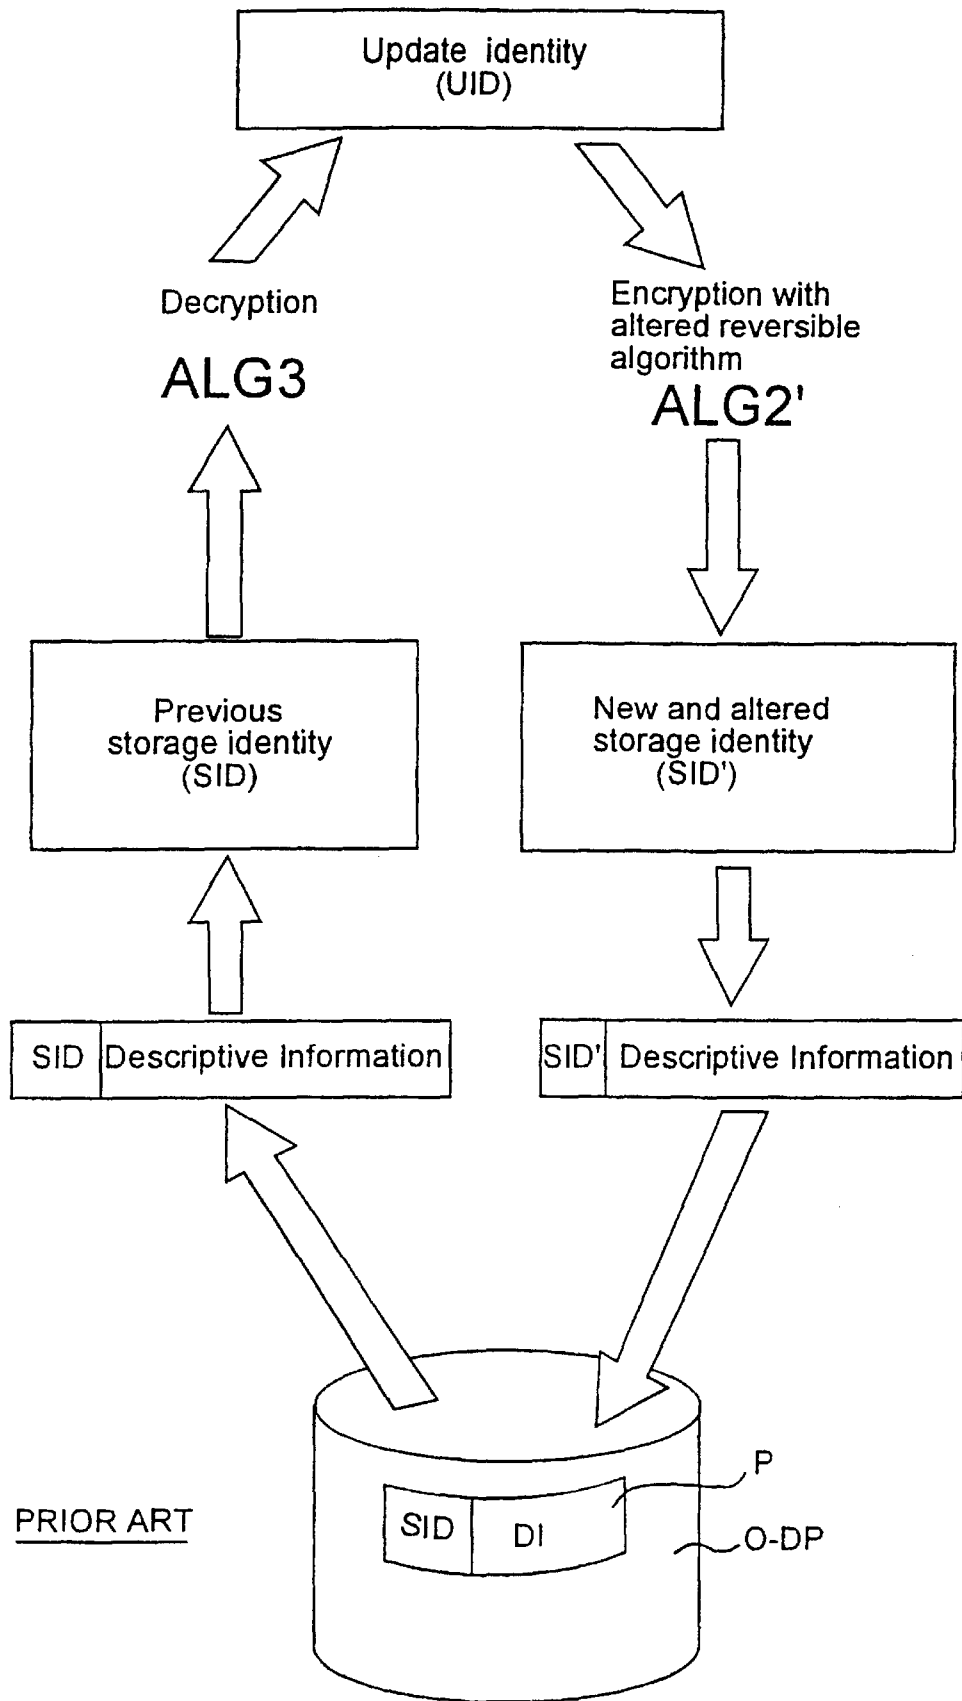 Update identity
(UID)
Decryption
ALG3
Encryption with
altered reversible
algorithm
ALG2'
Previous
storage identity
(SID)
New and altered
storage identity
(SID')
SID Descriptive Information
SID' Descriptive Information
P
SID DI
O-DP
PRIOR ART